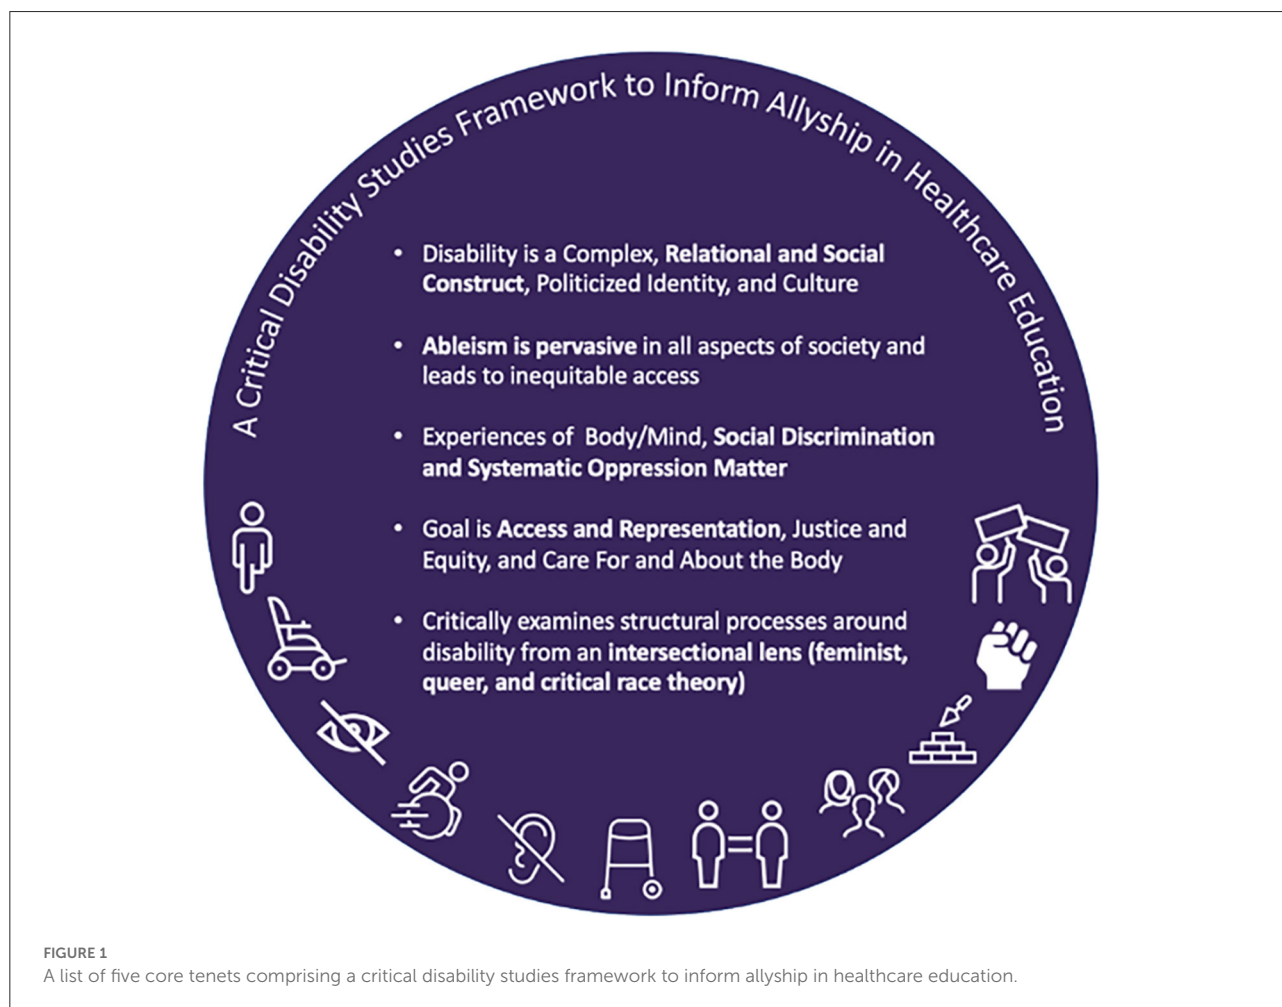 A Critical Disability Studies Framework to Inform Allyship in Healthcare Education
• Disability is a Complex, Relational and Social
Construct, Politicized Identity, and Culture
• Ableism is pervasive in all aspects of society and
leads to inequitable access
• Experiences of Body/Mind, Social Discrimination
and Systematic Oppression Matter
• Goal is Access and Representation, Justice and
Equity, and Care For and About the Body
• Critically examines structural processes around
disability from an intersectional lens (feminist,
queer, and critical race theory)
FIGURE 1
A list of five core tenets comprising a critical disability studies framework to inform allyship in healthcare education.